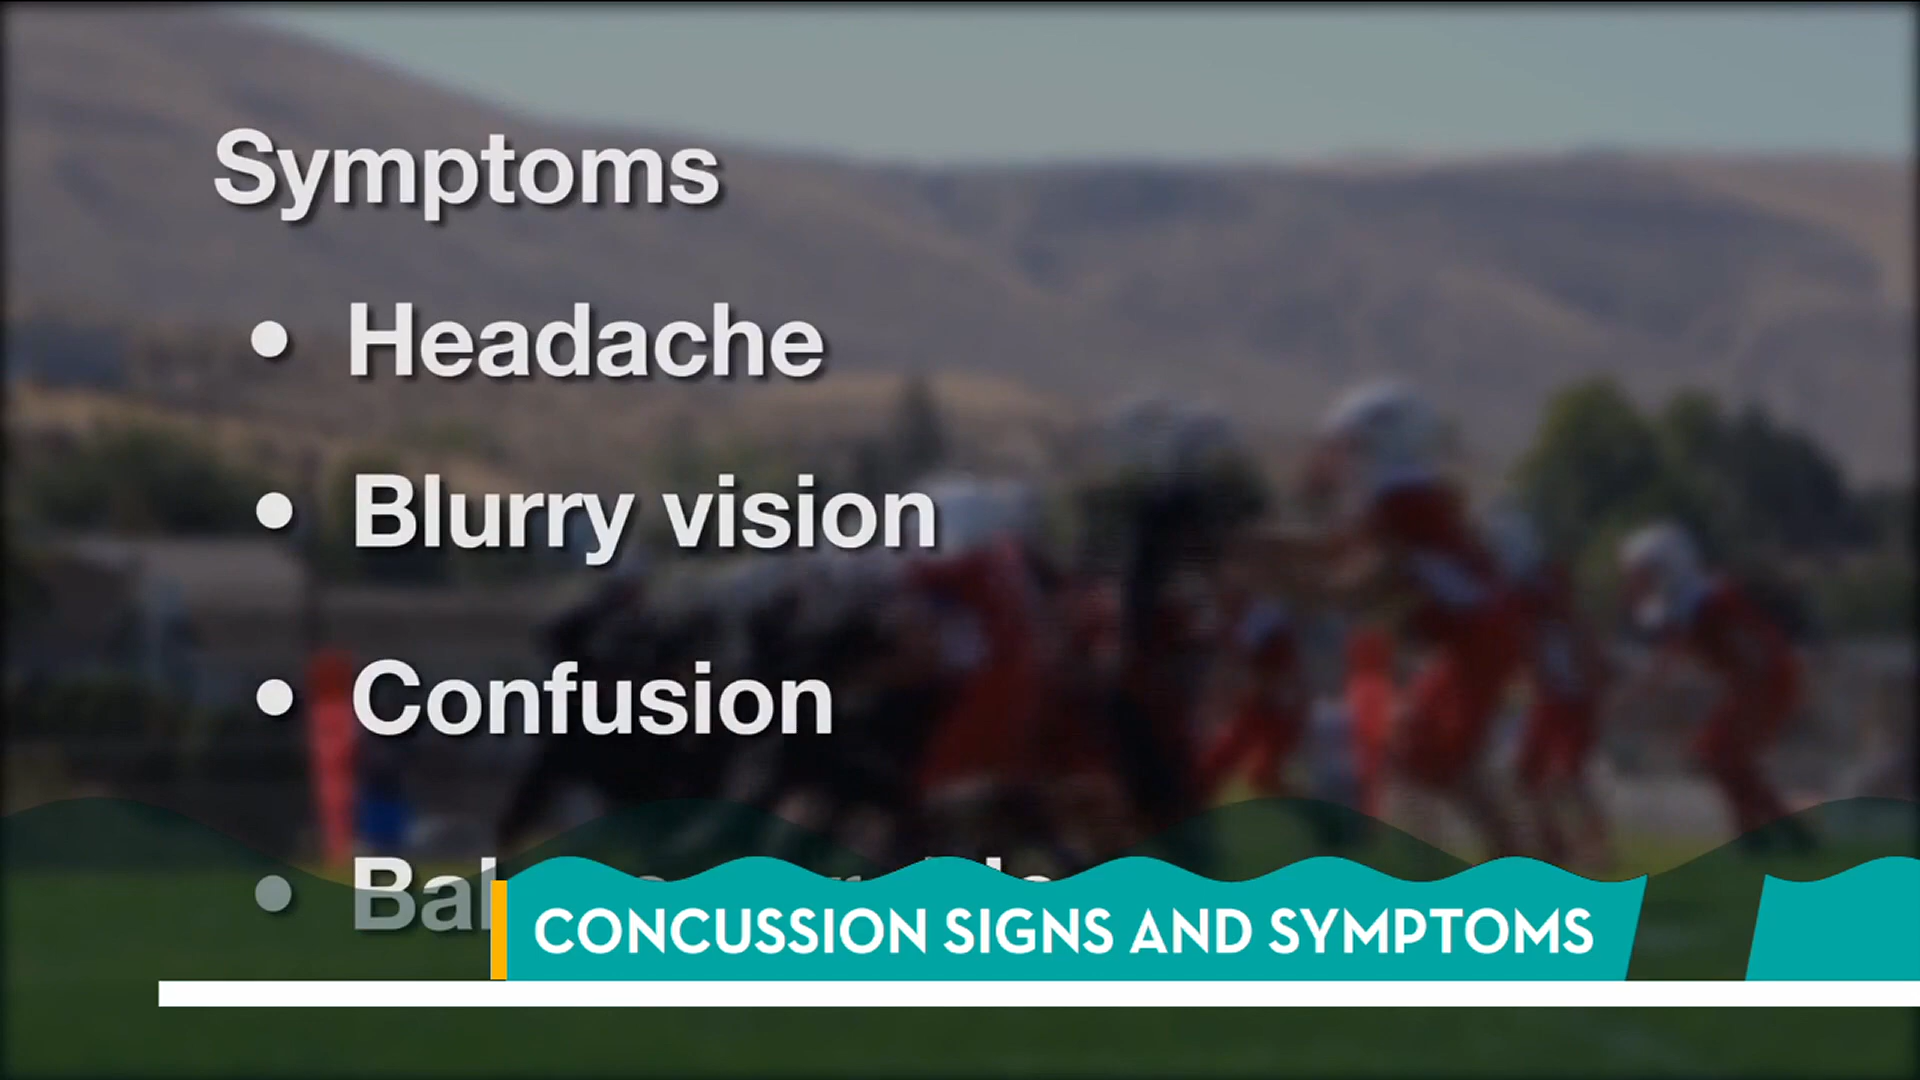 Symptoms
• Headache
• Blurry vision
• Confusion
•
CONCUSSION SIGNS AND SYMPTOMS